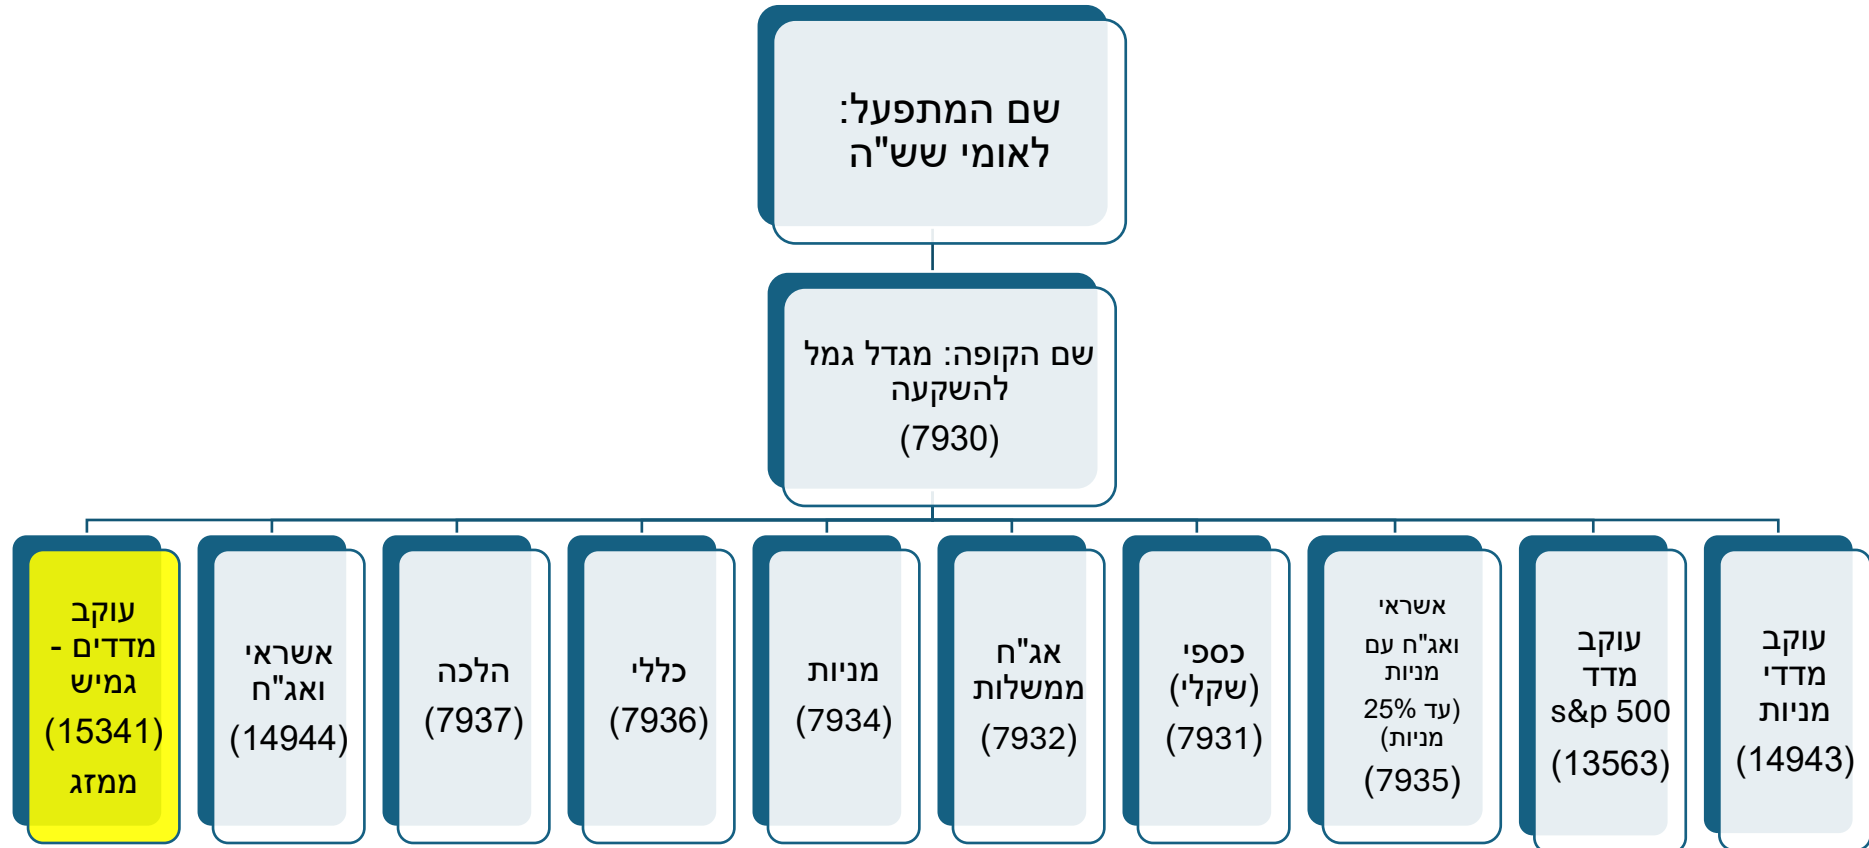 שם המתפעל:
לאומי שש"ה
שם הקופה: מגדל גמל
להשקעה
(7930)
עוקב
מדדי
מניות
(14943)
עוקב
מדד
s&p 500
(13563)
אשראי
ואג"ח עם
מניות
(עד 25%
מניות)
(7935)
כספי
(שקלי)
(7931)
אג"ח
ממשלות
(7932)
מניות
(7934)
כללי
(7936)
הלכה
(7937)
אשראי
ואג"ח
(14944)
עוקב
מדדים -
גמיש
(15341)
ממזג